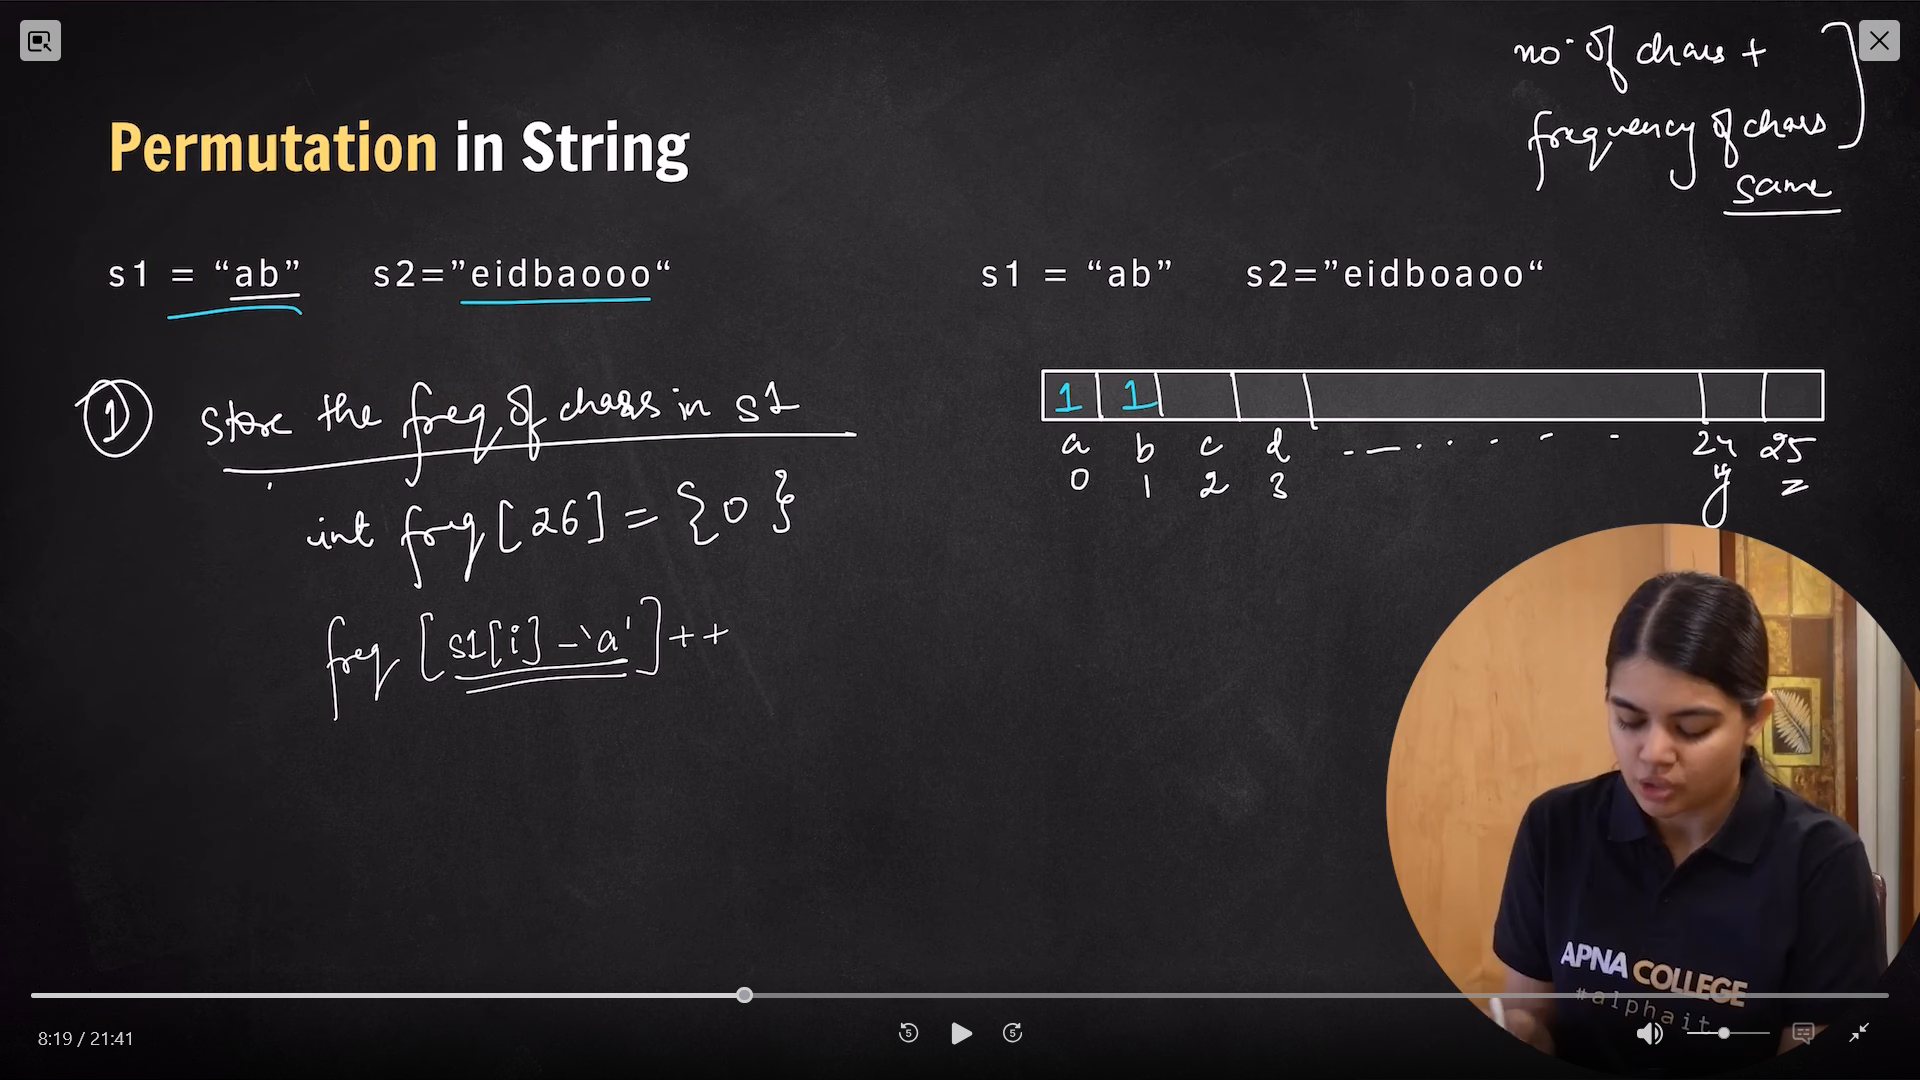 no. of chars +
frequency of chars
same
Permutation in String
s1 = “ab” s2=”eidbaooo“
s1 = “ab” s2=”eidboaoo“
1 store the freq of chars in s1
1 1
a b c d 24 25
0 1 2 3 y z
int freq [26] = {0}
freq [s1[i] - 'a']++
APNA COLLEGE
#alphait
8:19 / 21:41
5 5